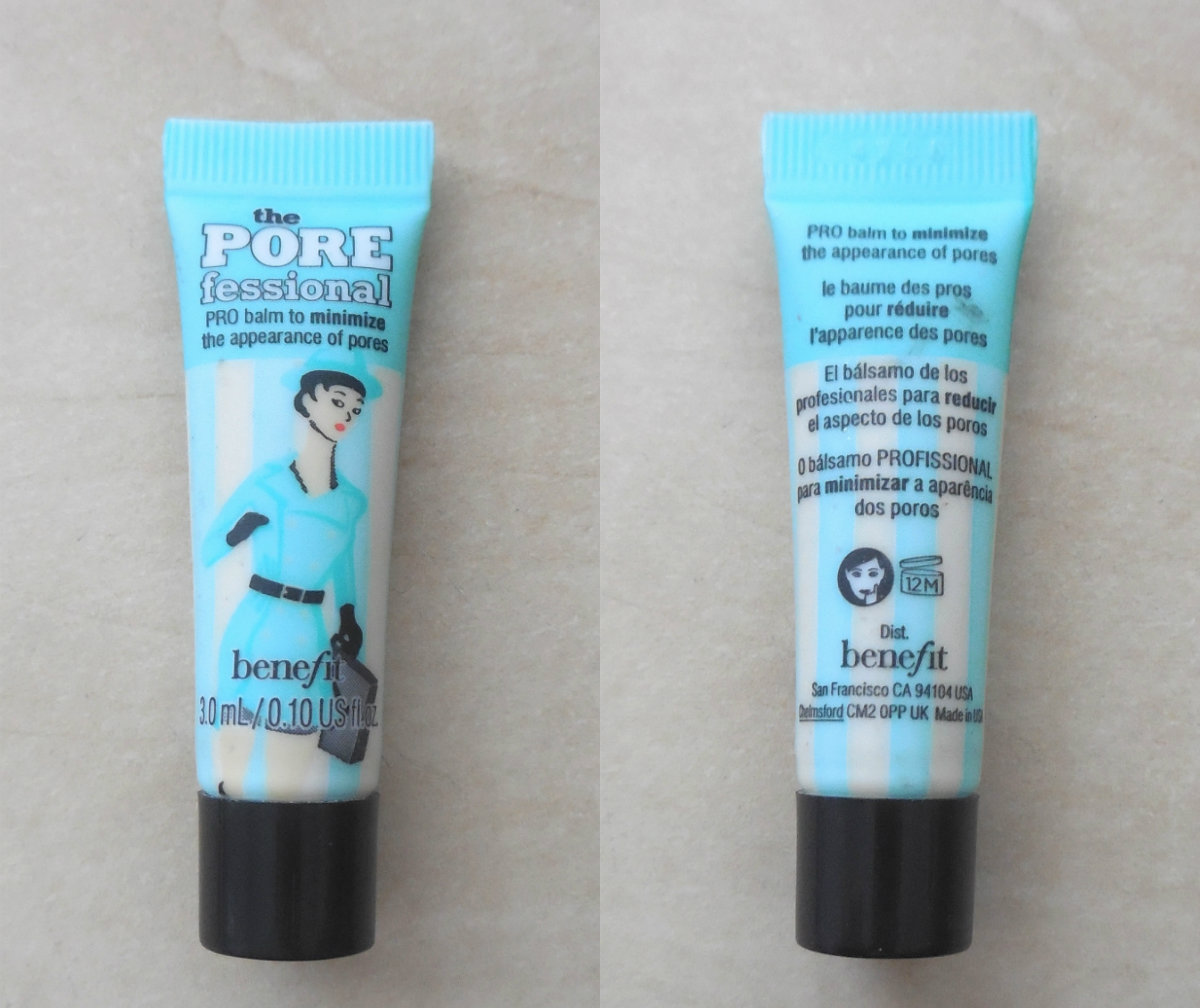 the
PORE
fessional
PRO balm to minimize
the appearance of pores
benefit
3.0 mL / 0.10 US fl. oz.
PRO balm to minimize
the appearance of pores
le baume des pros
pour réduire
l'apparence des pores
El bálsamo de los
profesionales para reducir
el aspecto de los poros
O bálsamo PROFISSIONAL
para minimizar a aparência
dos poros
12M
Dist.
benefit
San Francisco CA 94104 USA
Chelmsford CM2 0PP UK Made in USA